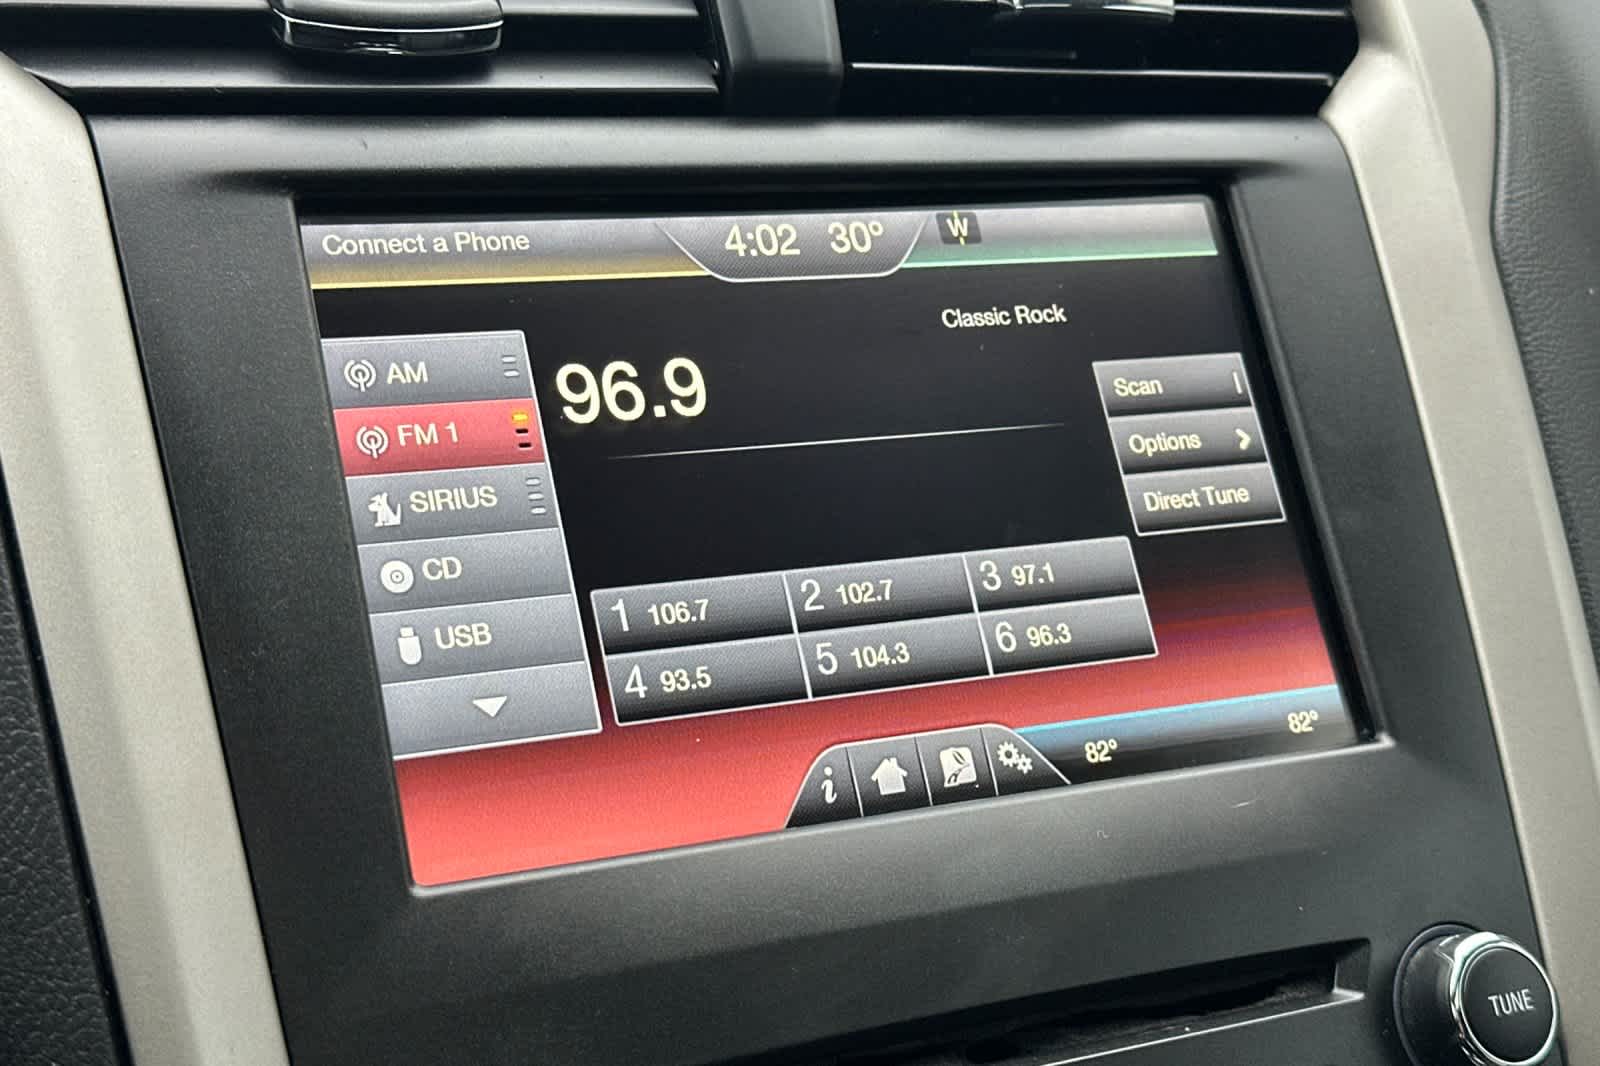 Connect a Phone 4:02 30° W
Classic Rock
96.9
AM
FM 1
SIRIUS
CD
USB
Scan
Options
Direct Tune
1 106.7 2 102.7 3 97.1
4 93.5 5 104.3 6 96.3
i
82° 82°
TUNE